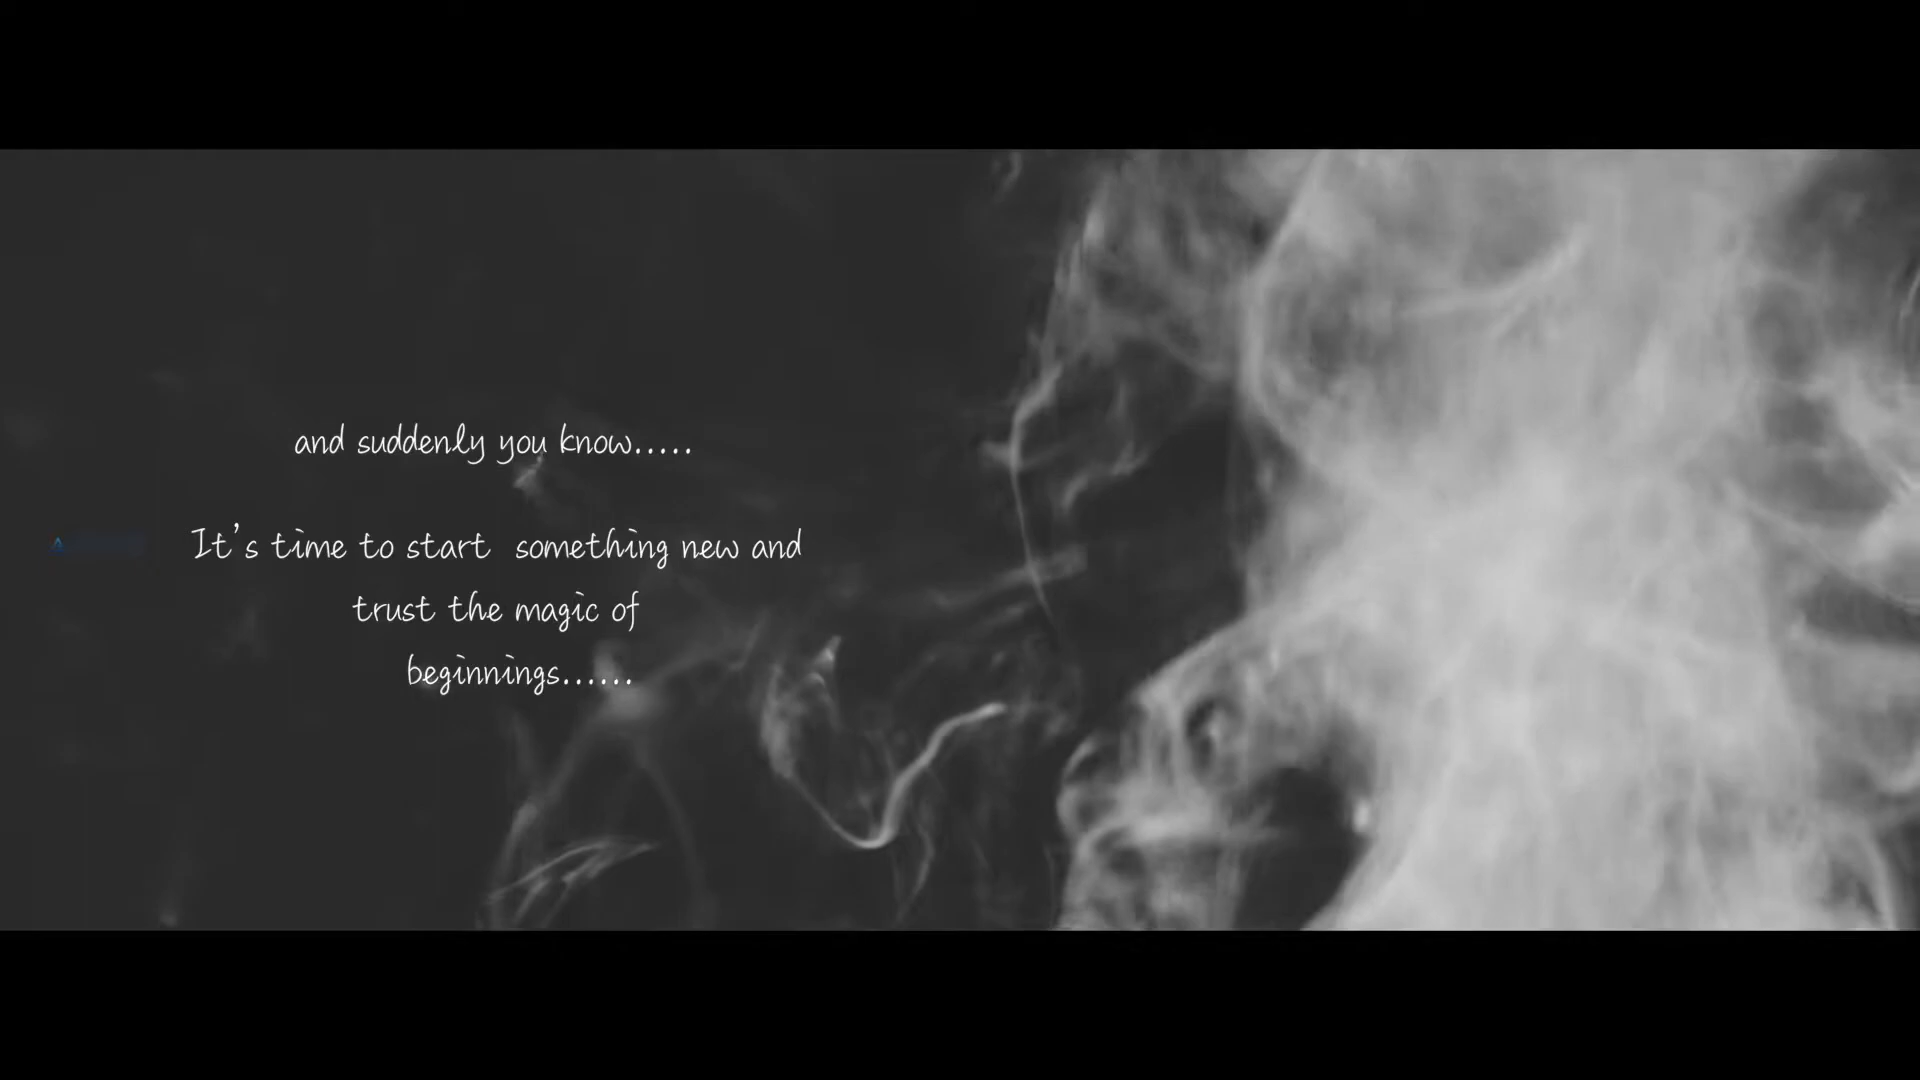 and suddenly you know.....
It's time to start  something new and
trust the magic of
beginnings......